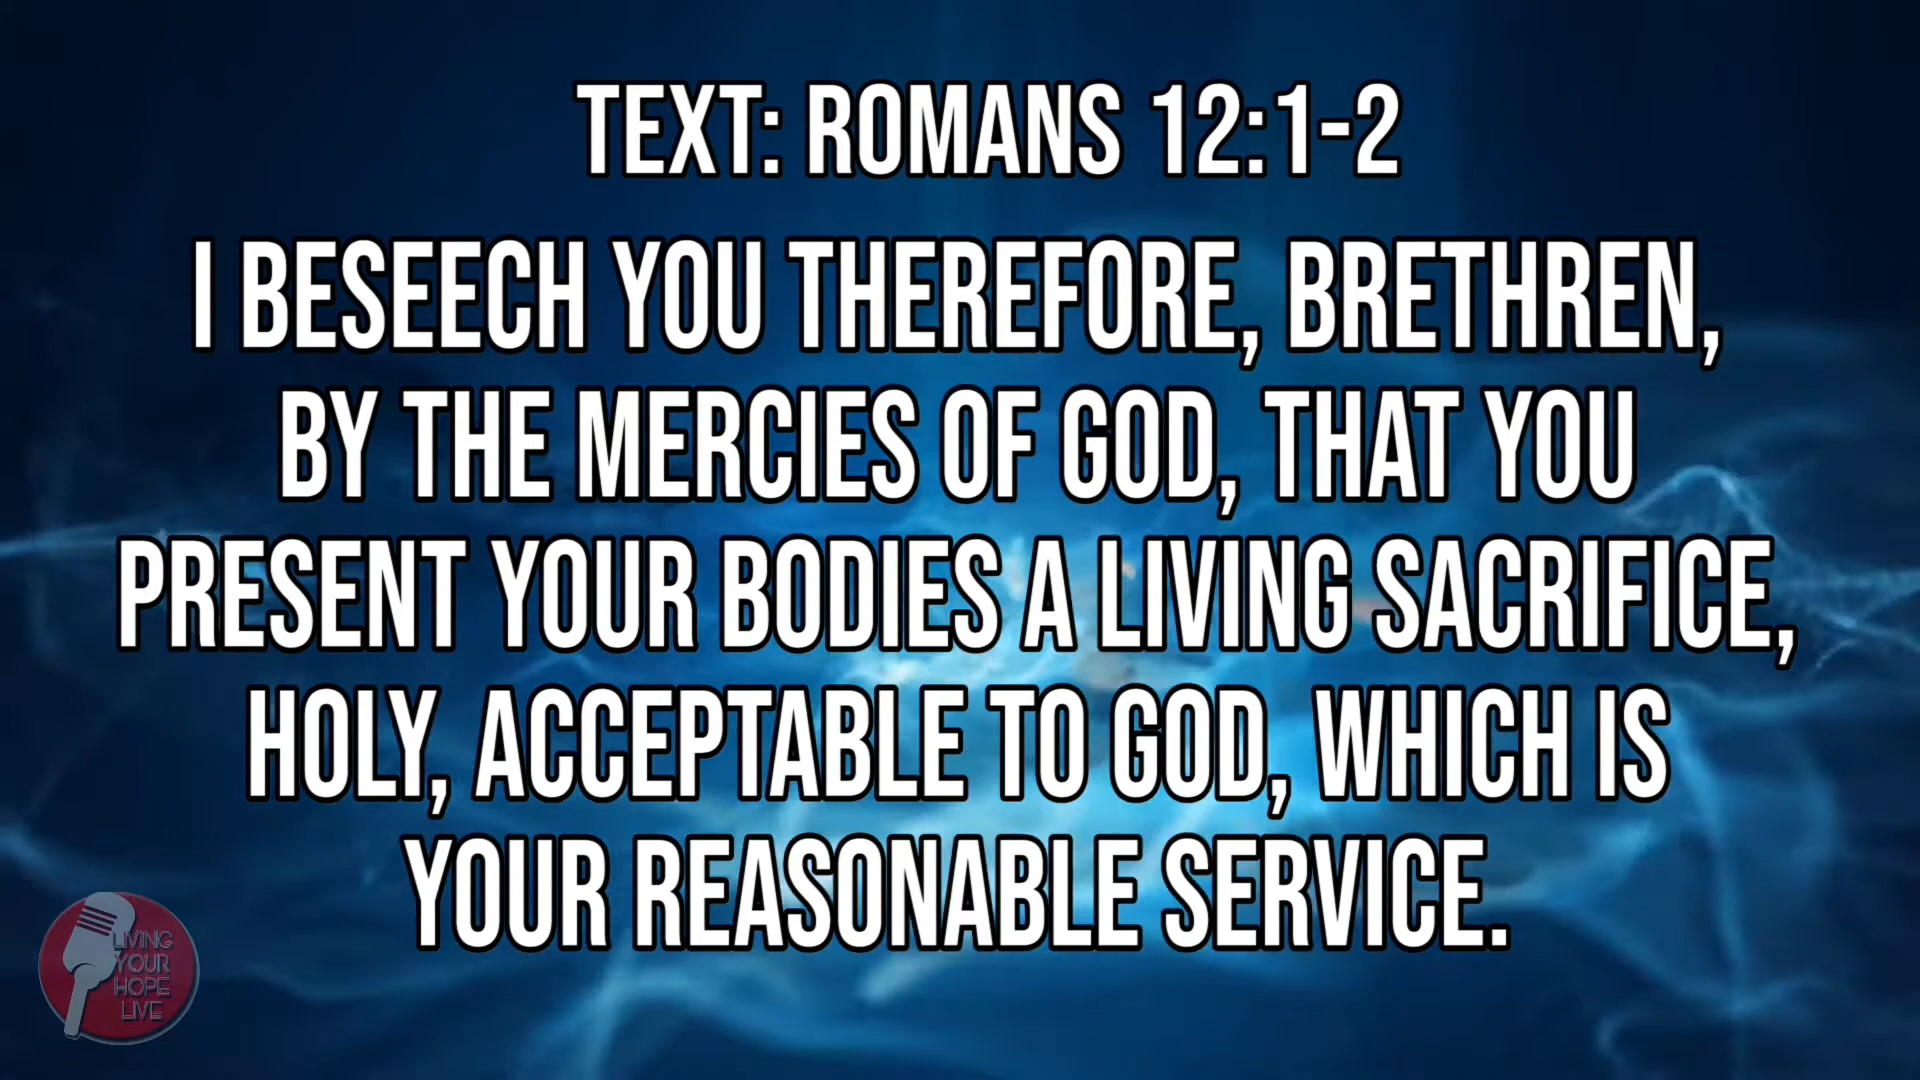 TEXT: ROMANS 12:1-2
I BESEECH YOU THEREFORE, BRETHREN,
BY THE MERCIES OF GOD, THAT YOU
PRESENT YOUR BODIES A LIVING SACRIFICE,
HOLY, ACCEPTABLE TO GOD, WHICH IS
YOUR REASONABLE SERVICE.
LIVING
YOUR
HOPE
LIVE